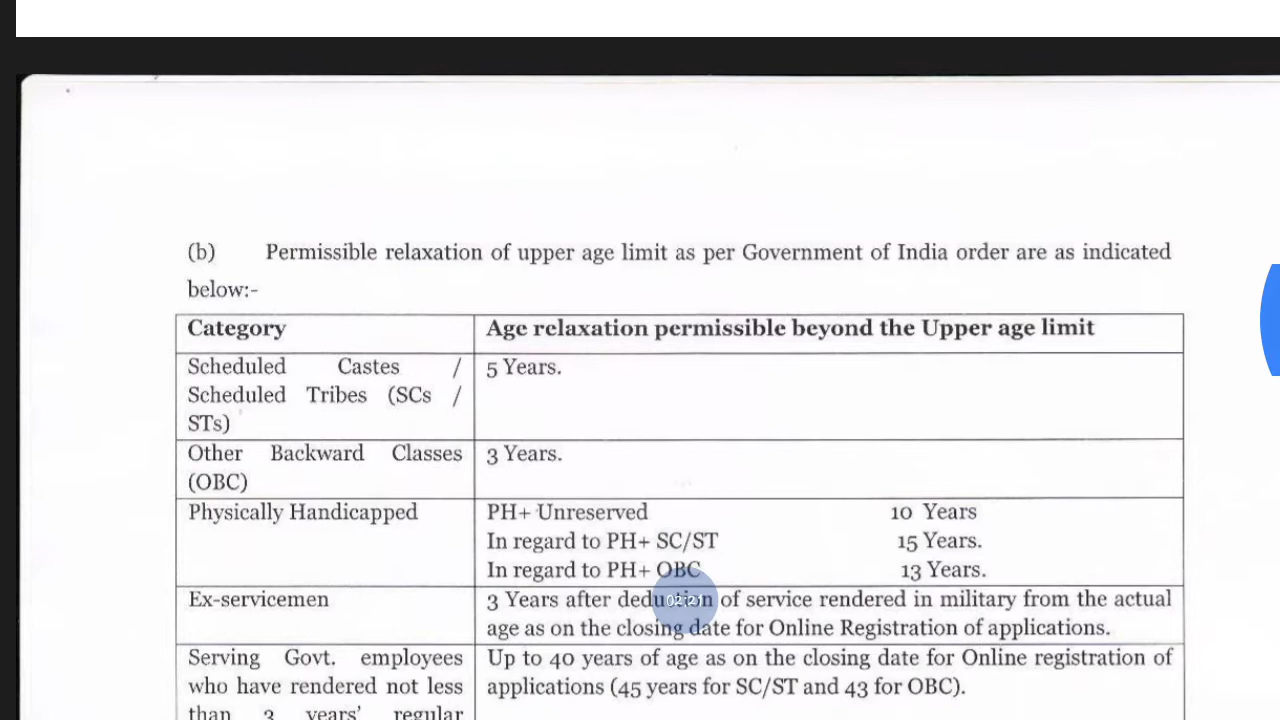 (b) Permissible relaxation of upper age limit as per Government of India order are as indicated
below:-
Category Age relaxation permissible beyond the Upper age limit
Scheduled Castes / 5 Years.
Scheduled Tribes (SCs /
STs)
Other Backward Classes 3 Years.
(OBC)
Physically Handicapped PH+ Unreserved 10 Years
In regard to PH+ SC/ST 15 Years.
In regard to PH+ OBC 13 Years.
Ex-servicemen 3 Years after deduction of service rendered in military from the actual
age as on the closing date for Online Registration of applications.
Serving Govt. employees Up to 40 years of age as on the closing date for Online registration of
who have rendered not less applications (45 years for SC/ST and 43 for OBC).
than 3 years' regular